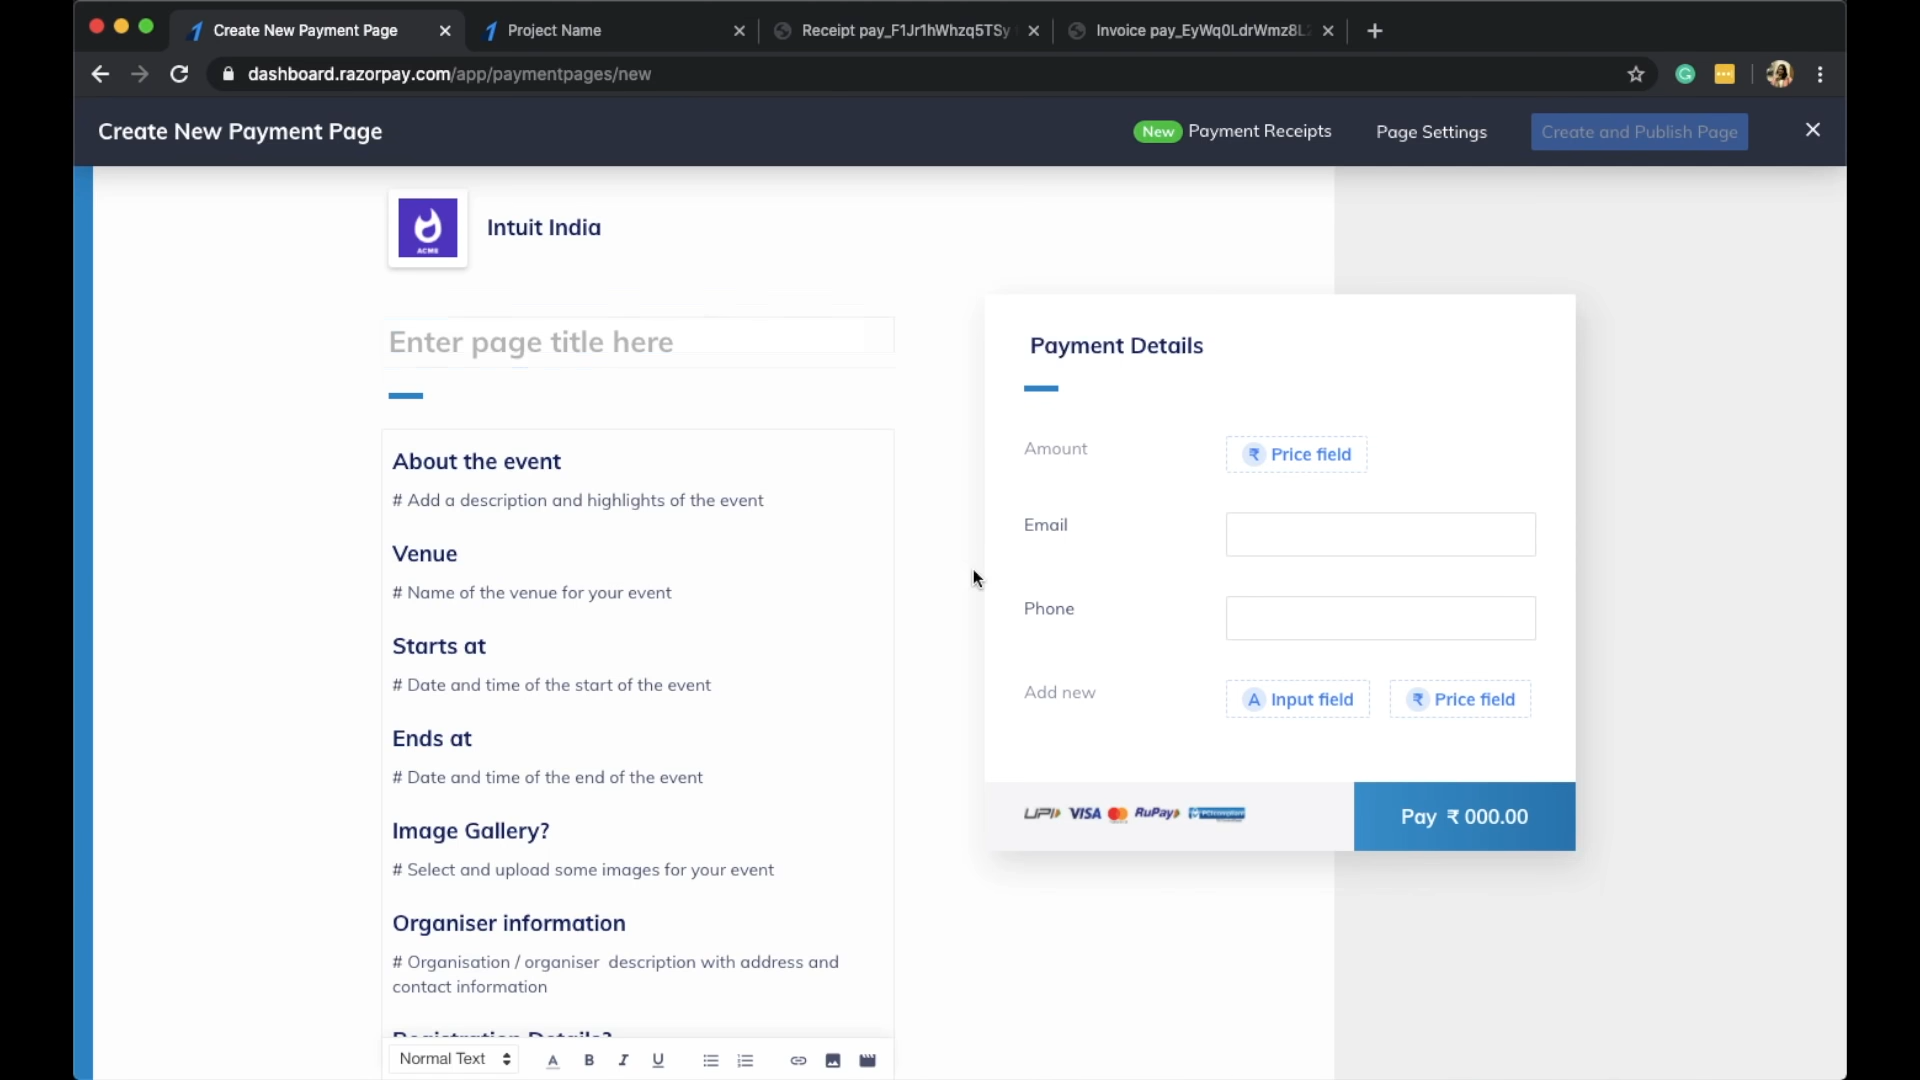 Create New Payment Page
Project Name
Receipt pay_F1Jr1hWhzq5TSy
Invoice pay_EyWq0LdrWmz8L
dashboard.razorpay.com/app/paymentpages/new
Create New Payment Page
New Payment Receipts
Page Settings
Create and Publish Page
ACME
Intuit India
Enter page title here
About the event
# Add a description and highlights of the event
Venue
# Name of the venue for your event
Starts at
# Date and time of the start of the event
Ends at
# Date and time of the end of the event
Image Gallery?
# Select and upload some images for your event
Organiser information
# Organisation / organiser description with address and
contact information
Registration Details?
Normal Text
A B I U
Payment Details
Amount
₹ Price field
Email
Phone
Add new
A Input field
₹ Price field
UPI VISA RuPay
Pay ₹ 000.00